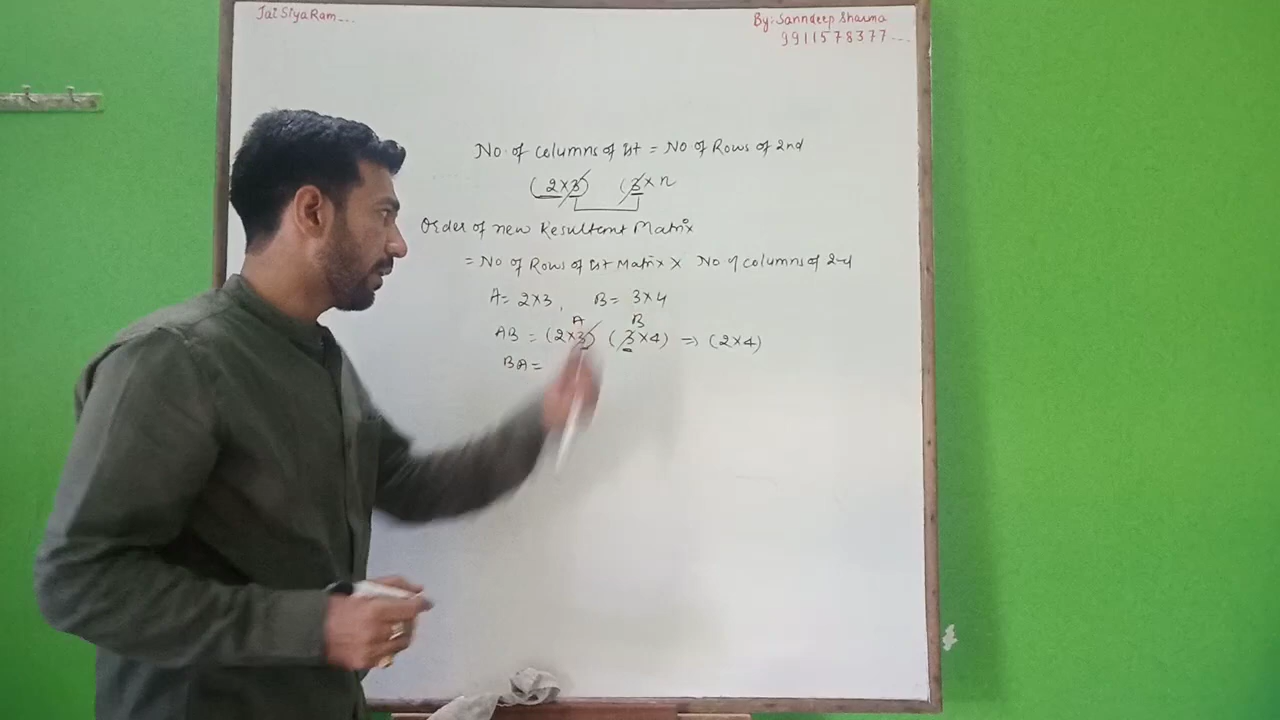 Jai Siya Ram...
By: Sanndeep Sharma
9911578377...
No of columns of 1st = No of Rows of 2nd
(2×3) (3×n
Order of new Resultent Matrix
= No of Rows of 1st Matrix × No of columns of 2nd
A= 2×3, B= 3×4
A B
AB = (2×3) (3×4) => (2×4)
BA =